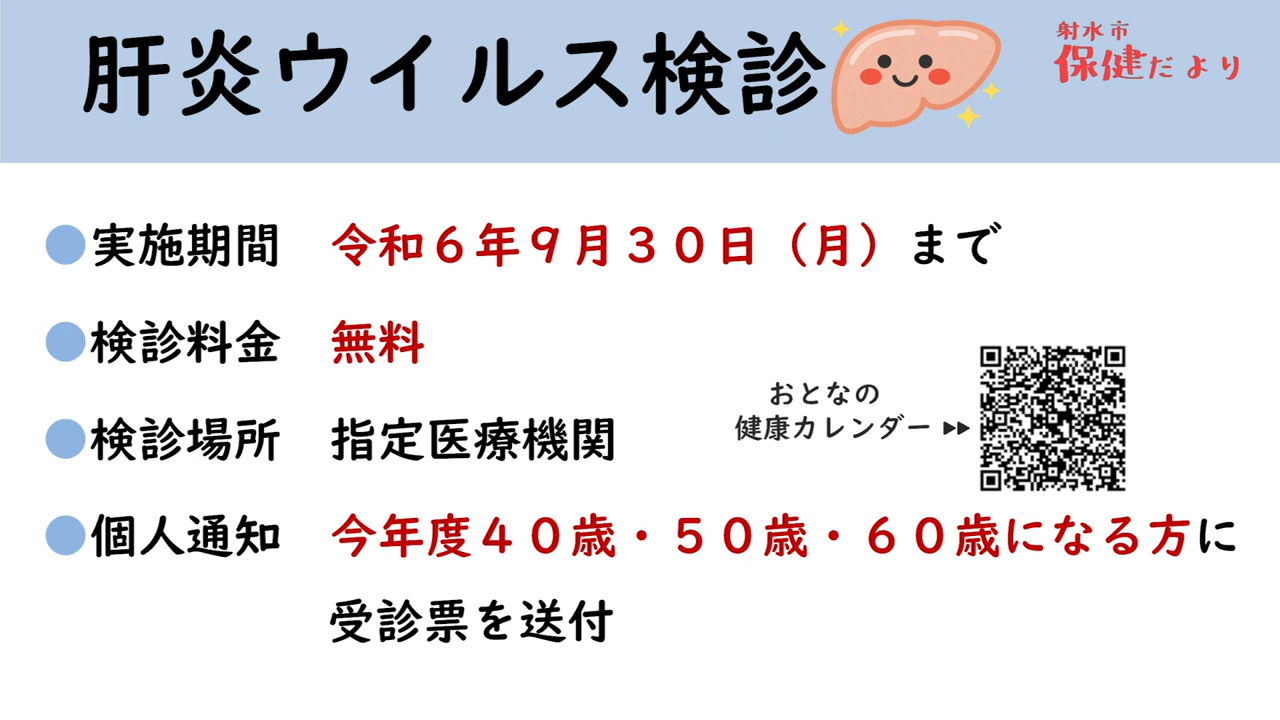 肝炎ウイルス検診
射水市
保健だより
●実施期間　令和６年９月３０日（月）まで
●検診料金　無料
●検診場所　指定医療機関
おとなの
健康カレンダー
●個人通知　今年度４０歳・５０歳・６０歳になる方に
受診票を送付